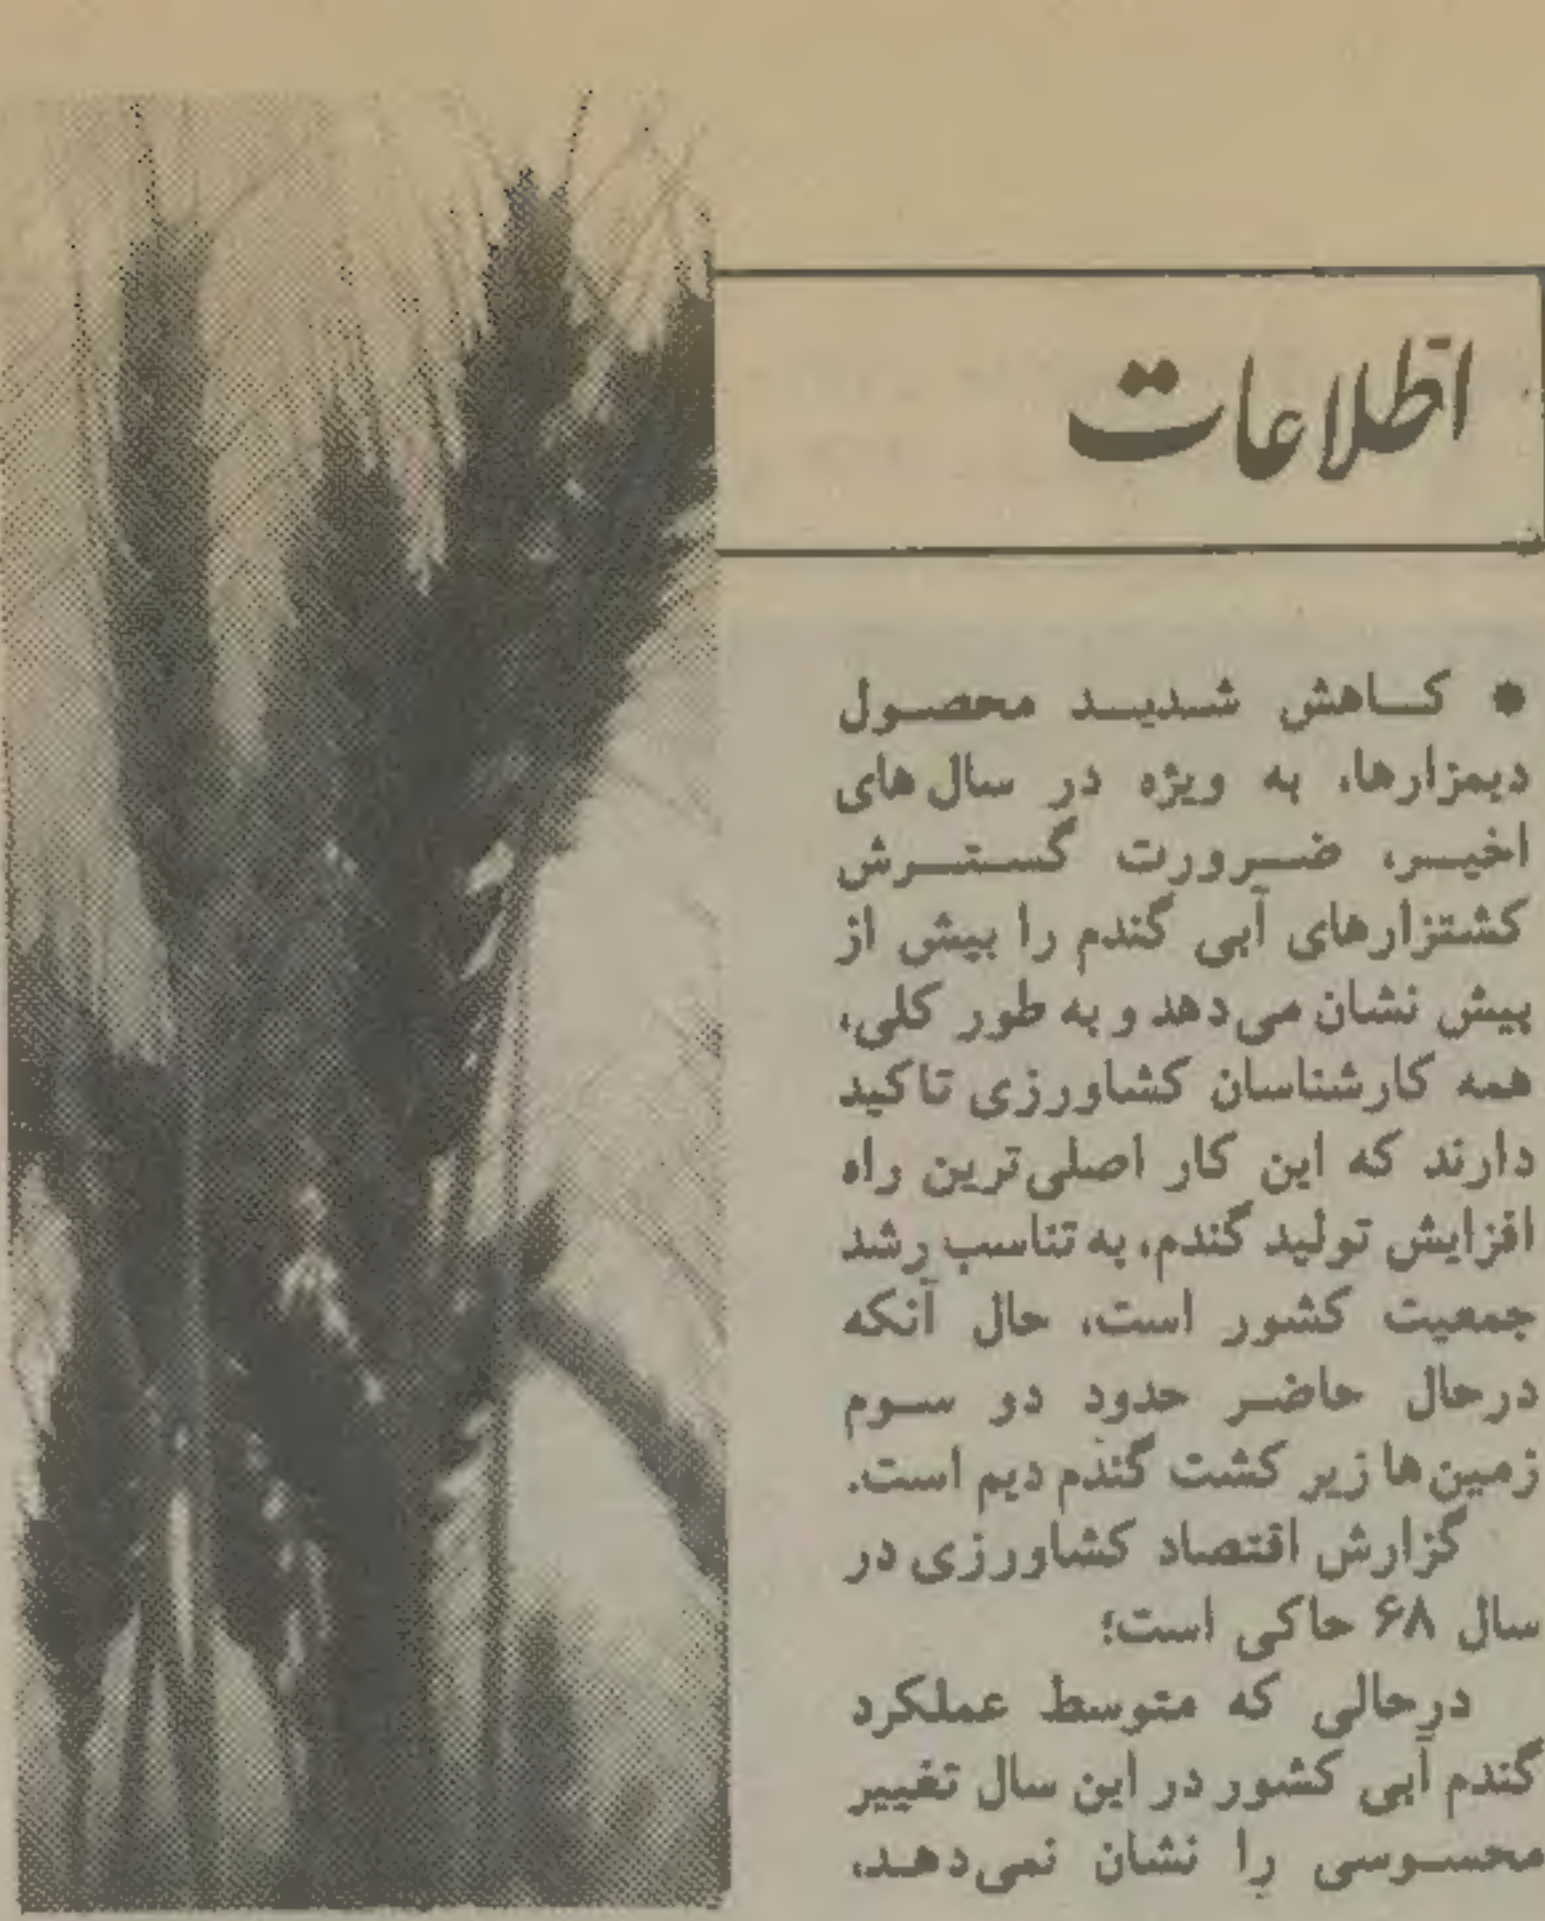 اطلاعات
* کاهش شدید محصول
دیمزارها، به ویژه در سال های
اخیر، ضرورت گسترش
کشتزارهای آبی گندم را بیش از
پیش نشان می دهد و به طور کلی،
همه کارشناسان کشاورزی تاکید
دارند که این کار اصلی ترین راه
افزایش تولید گندم، به تناسب رشد
جمعیت کشور است، حال آنکه
درحال حاضر حدود دو سوم
زمین ها زیر کشت گندم دیم است.
گزارش اقتصاد کشاورزی در
سال ۶۸ حاکی است؛
درحالی که متوسط عملکرد
گندم آبی کشور در این سال تغییر
محسوسی را نشان نمی دهد،